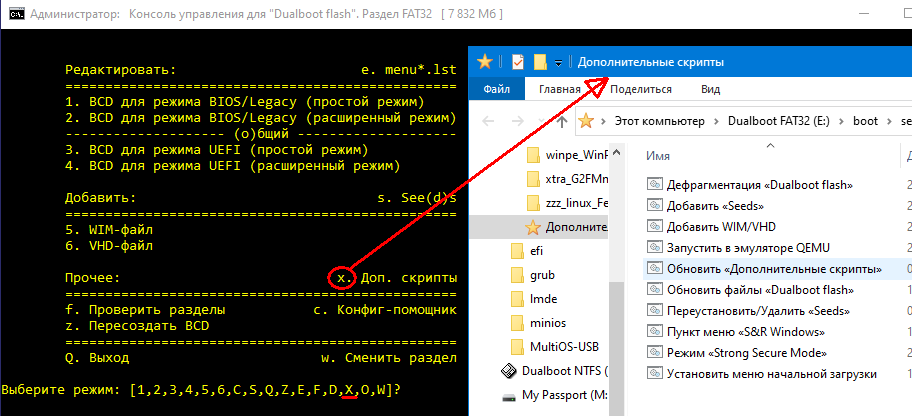 Администратор: Консоль управления для "Dualboot flash". Раздел FAT32 [ 7 832 Мб ]
Редактировать: e. menu*.lst
1. BCD для режима BIOS/Legacy (простой режим)
2. BCD для режима BIOS/Legacy (расширенный режим)
(о)бщий
3. BCD для режима UEFI (простой режим)
4. BCD для режима UEFI (расширенный режим)
Добавить: s. See(d)s
5. WIM-файл
6. VHD-файл
Прочее: x. Доп. скрипты
f. Проверить разделы c. Конфиг-помощник
z. Пересоздать BCD
Q. Выход w. Сменить раздел
Выберите режим: [1,2,3,4,5,6,C,S,Q,Z,E,F,D,X,O,W]?
Дополнительные скрипты
Файл Главная Поделиться Вид
Этот компьютер Dualboot FAT32 (E:) boot se
winpe_WinF
xtra_G2FMn
zzz_linux_Fe
Дополните
efi
grub
lmde
minios
MultiOS-USB
Dualboot NTFS (
My Passport (M:
Имя
Дефрагментация «Dualboot flash»
Добавить «Seeds»
Добавить WIM/VHD
Запустить в эмуляторе QEMU
Обновить «Дополнительные скрипты»
Обновить файлы «Dualboot flash»
Переустановить/Удалить «Seeds»
Пункт меню «S&R Windows»
Режим «Strong Secure Mode»
Установить меню начальной загрузки